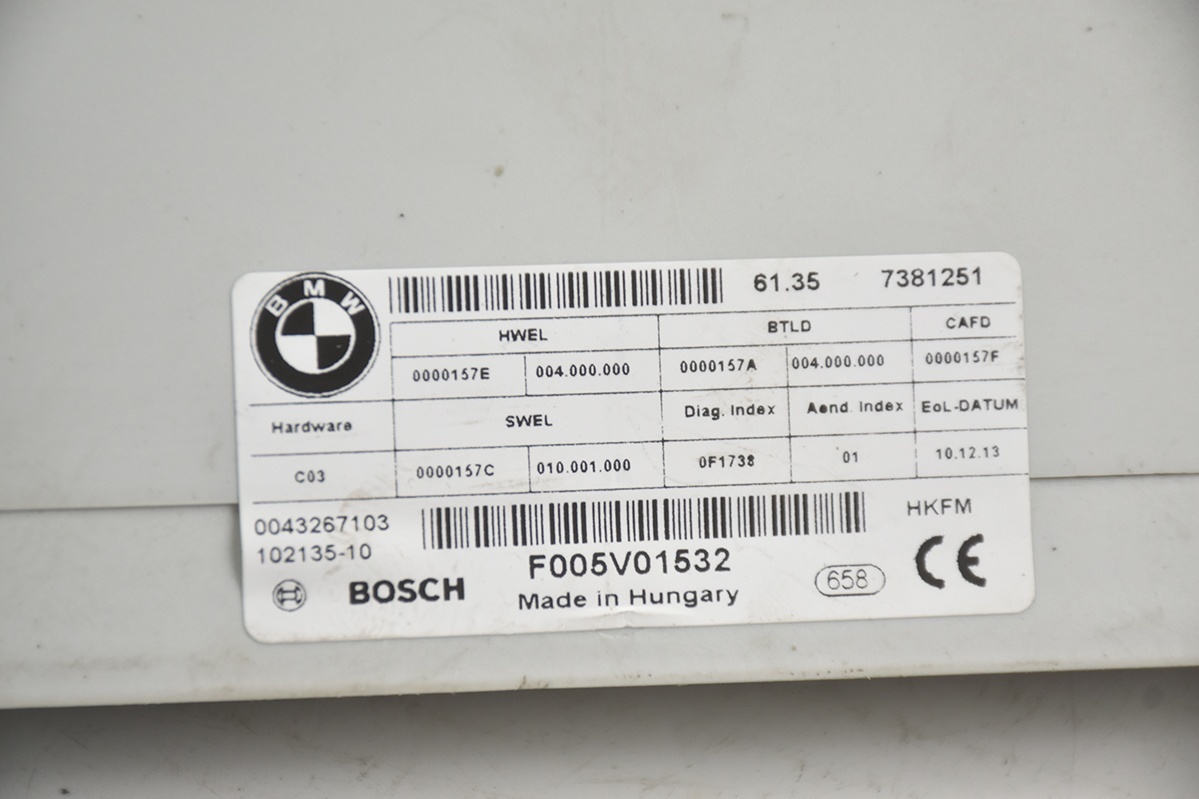 BMW
61.35 7381251
HWEL BTLD CAFD
0000157E 004.000.000 0000157A 004.000.000 0000157F
Hardware SWEL Diag. Index Aend. Index EoL-DATUM
C03 0000157C 010.001.000 0F1738 01 10.12.13
0043267103 HKFM
102135-10
BOSCH F005V01532 658 CE
Made in Hungary